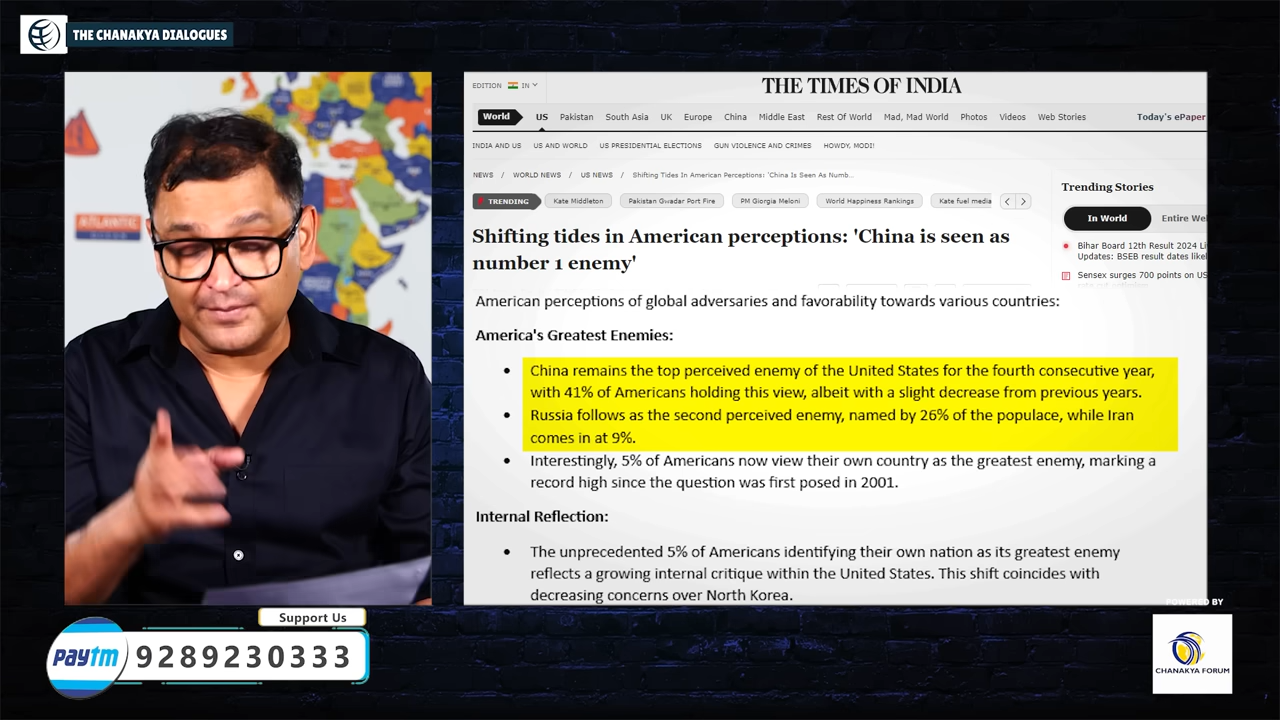 THE CHANAKYA DIALOGUES
ATLANTIC
THE TIMES OF INDIA
EDITION IN
World US Pakistan South Asia UK Europe China Middle East Rest Of World Mad, Mad World Photos Videos Web Stories Today's ePaper
INDIA AND US US AND WORLD US PRESIDENTIAL ELECTIONS GUN VIOLENCE AND CRIMES HOWDY, MODI!
NEWS / WORLD NEWS / US NEWS / Shifting Tides In American Perceptions: 'China Is Seen As Numb...
TRENDING Kate Middleton Pakistan Gwadar Port Fire PM Giorgia Meloni World Happiness Rankings Kate fuel media
Trending Stories
In World Entire We
Bihar Board 12th Result 2024 Li
Updates: BSEB result dates likel
Sensex surges 700 points on US
Shifting tides in American perceptions: 'China is seen as
number 1 enemy'
American perceptions of global adversaries and favorability towards various countries:
America's Greatest Enemies:
• China remains the top perceived enemy of the United States for the fourth consecutive year,
with 41% of Americans holding this view, albeit with a slight decrease from previous years.
• Russia follows as the second perceived enemy, named by 26% of the populace, while Iran
comes in at 9%.
• Interestingly, 5% of Americans now view their own country as the greatest enemy, marking a
record high since the question was first posed in 2001.
Internal Reflection:
• The unprecedented 5% of Americans identifying their own nation as its greatest enemy
reflects a growing internal critique within the United States. This shift coincides with
decreasing concerns over North Korea.
Support Us
paytm 9289230333
POWERED BY
CHANAKYA FORUM